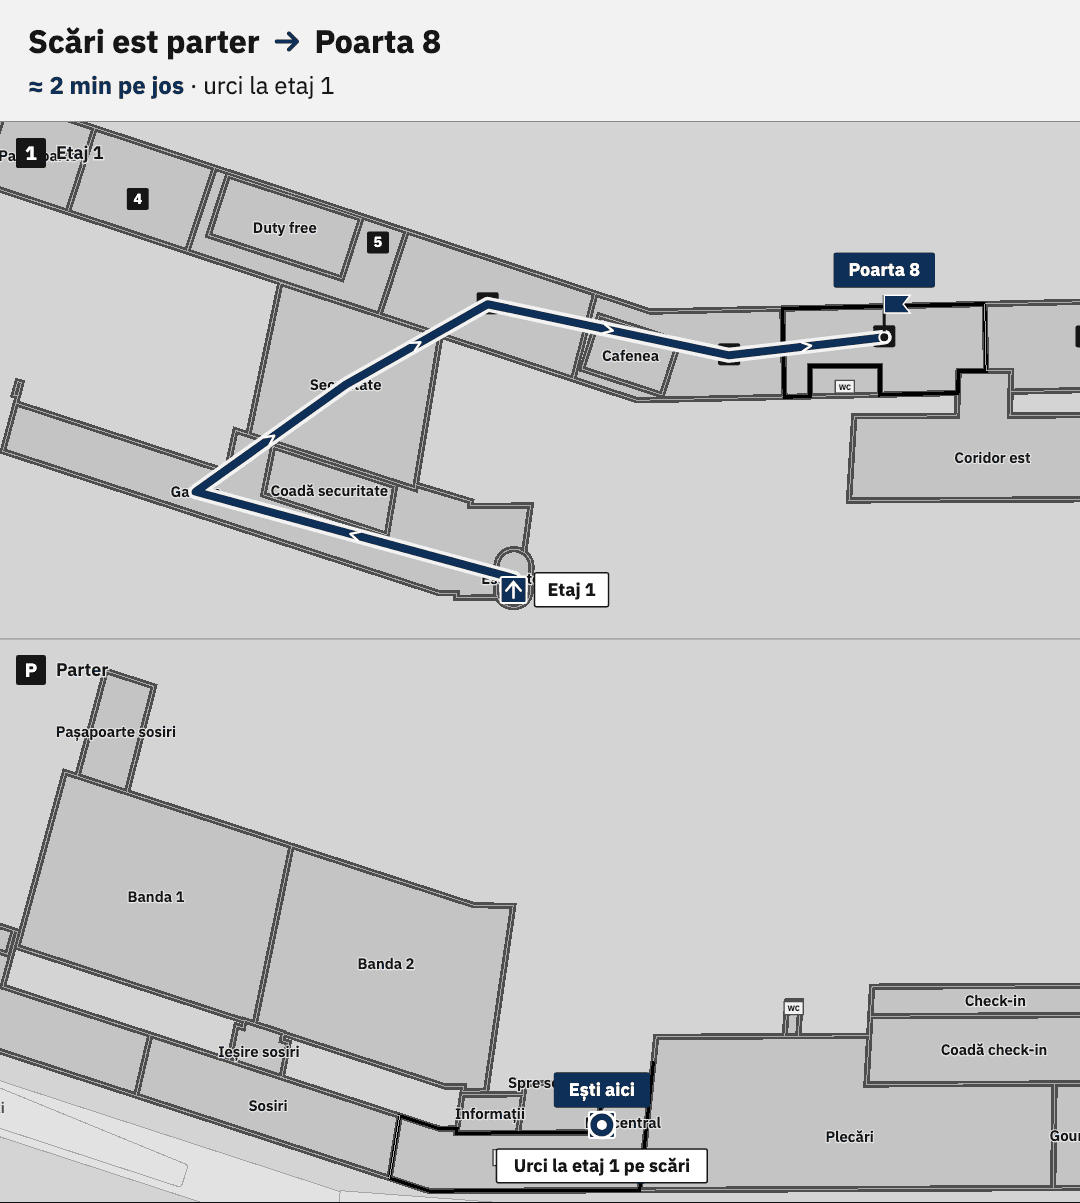 Scări est parter → Poarta 8
≈ 2 min pe jos · urci la etaj 1
1 Etaj 1
4
Duty free
5
Poarta 8
Cafenea
WC
Coridor est
Coadă securitate
Etaj 1
P Parter
Pașapoarte sosiri
Banda 1
Banda 2
WC
Check-in
Coadă check-in
Ieșire sosiri
Ești aici
Sosiri
Informații
central
Plecări
Urci la etaj 1 pe scări